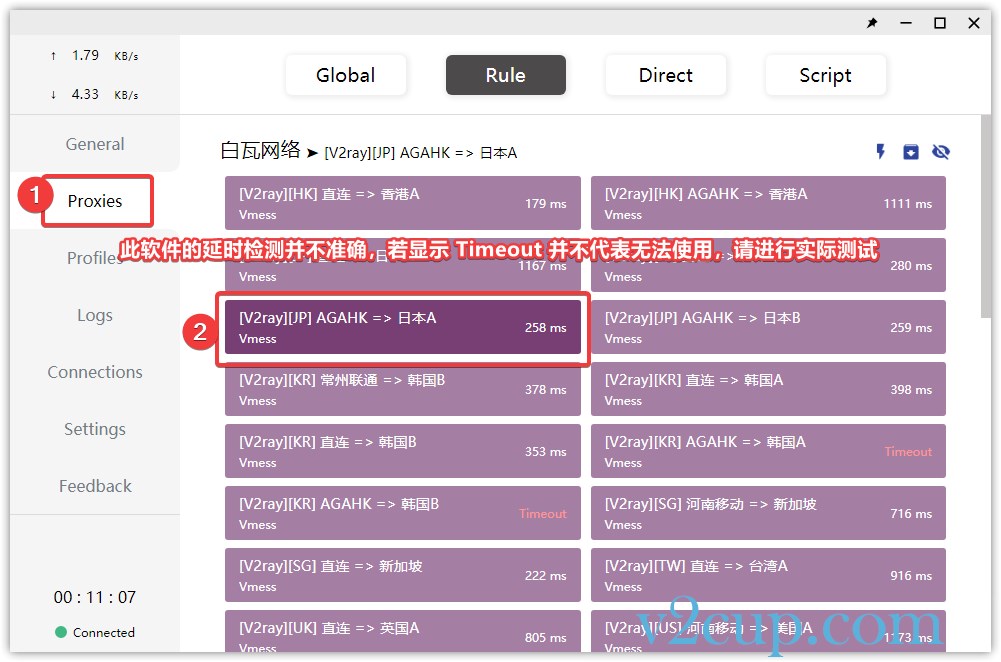 ↑ 1.79 KB/s
↓ 4.33 KB/s
Global
Rule
Direct
Script
General
1
Proxies
Profiles
Logs
Connections
Settings
Feedback
00 : 11 : 07
Connected
白瓦网络 ➤ [V2ray][JP] AGAHK => 日本A
[V2ray][HK] 直连 => 香港A
Vmess
179 ms
[V2ray][HK] AGAHK => 香港A
Vmess
1111 ms
此软件的延时检测并不准确，若显示 Timeout 并不代表无法使用，请进行实际测试
Vmess
1167 ms
Vmess
280 ms
2
[V2ray][JP] AGAHK => 日本A
Vmess
258 ms
[V2ray][JP] AGAHK => 日本B
Vmess
259 ms
[V2ray][KR] 常州联通 => 韩国B
Vmess
378 ms
[V2ray][KR] 直连 => 韩国A
Vmess
398 ms
[V2ray][KR] 直连 => 韩国B
Vmess
353 ms
[V2ray][KR] AGAHK => 韩国A
Vmess
Timeout
[V2ray][KR] AGAHK => 韩国B
Vmess
Timeout
[V2ray][SG] 河南移动 => 新加坡
Vmess
716 ms
[V2ray][SG] 直连 => 新加坡
Vmess
222 ms
[V2ray][TW] 直连 => 台湾A
Vmess
916 ms
[V2ray][UK] 直连 => 英国A
Vmess
805 ms
[V2ray][US] 河南移动 => 美国A
Vmess
1173 ms
v2cup.com